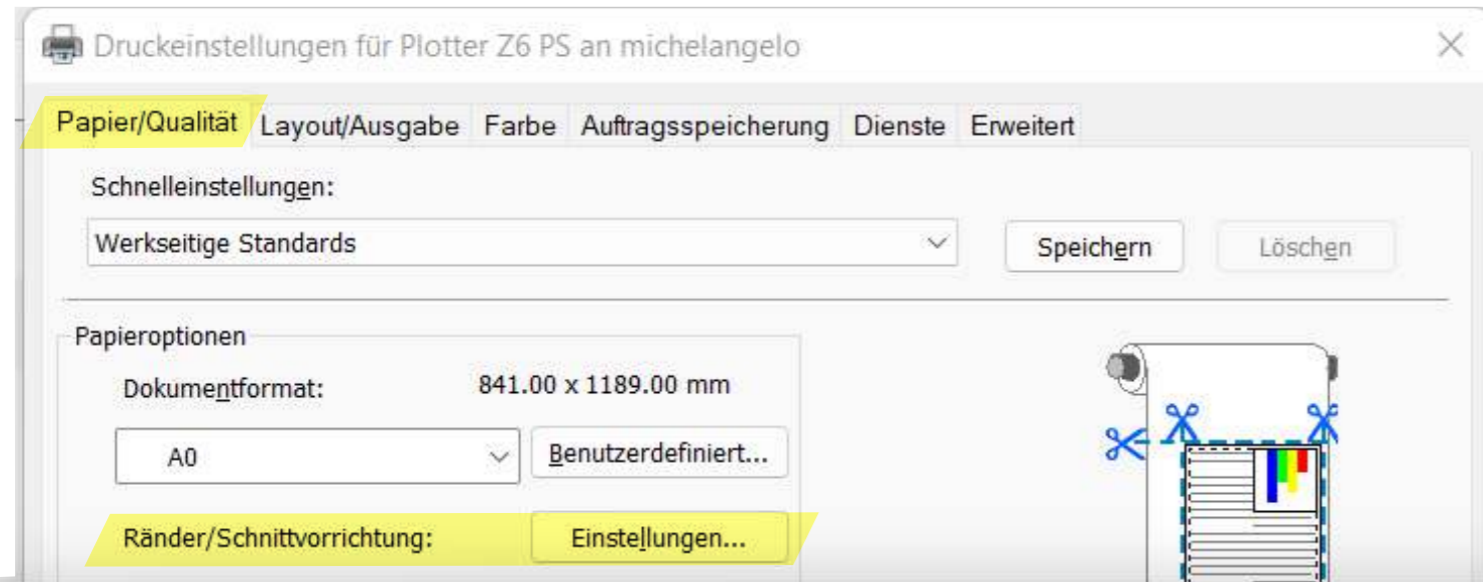 Druckeinstellungen für Plotter Z6 PS an michelangelo
Papier/Qualität Layout/Ausgabe Farbe Auftragsspeicherung Dienste Erweitert
Schnelleinstellungen:
Werkseitige Standards Speichern Löschen
Papieroptionen
Dokumentformat: 841.00 x 1189.00 mm
A0 Benutzerdefiniert...
Ränder/Schnittvorrichtung: Einstellungen...